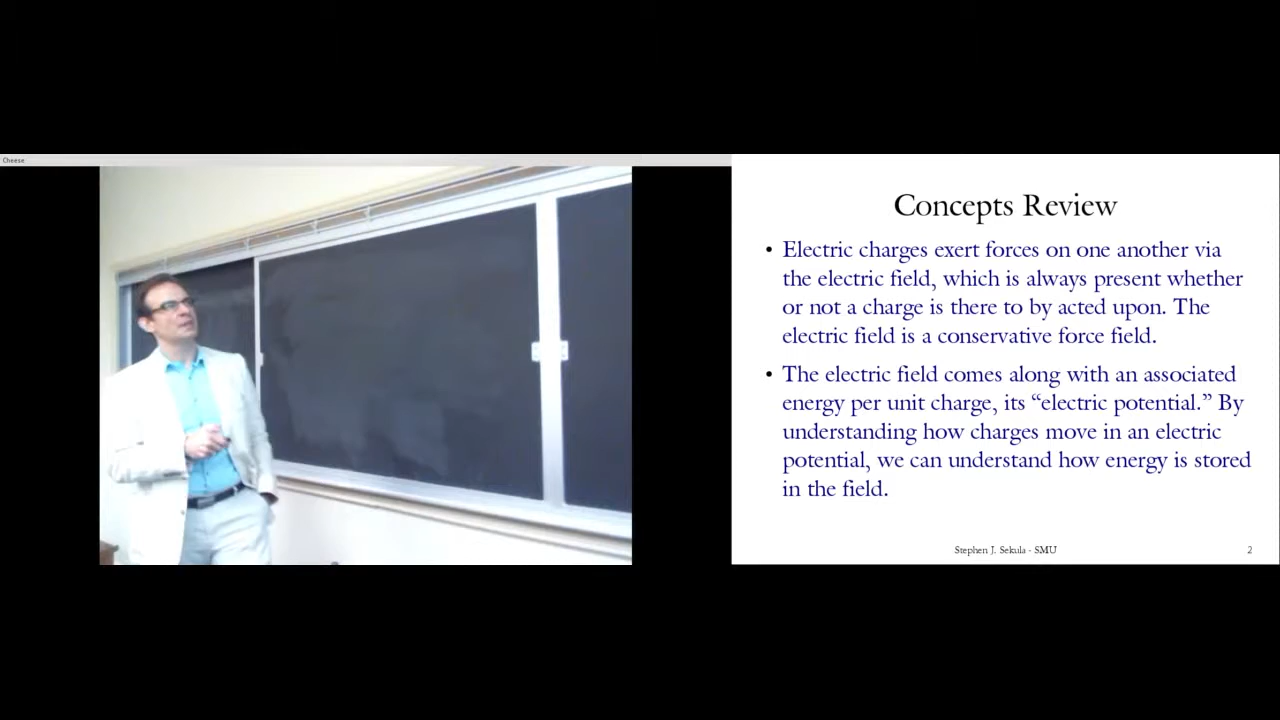 Cheese
Concepts Review
• Electric charges exert forces on one another via
the electric field, which is always present whether
or not a charge is there to by acted upon. The
electric field is a conservative force field.
• The electric field comes along with an associated
energy per unit charge, its “electric potential.” By
understanding how charges move in an electric
potential, we can understand how energy is stored
in the field.
Stephen J. Sekula - SMU
2